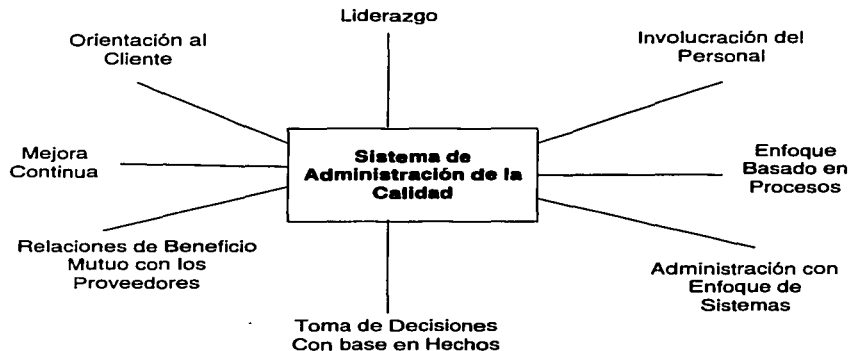 Liderazgo
Orientación al
Cliente
Involucración del
Personal
Mejora
Continua
Sistema de
Administración de la
Calidad
Enfoque
Basado en
Procesos
Relaciones de Beneficio
Mutuo con los
Proveedores
Administración con
Enfoque de
Sistemas
Toma de Decisiones
Con base en Hechos